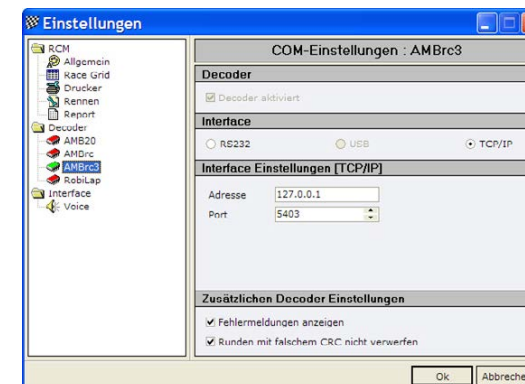 Einstellungen
RCM
Allgemein
Race Grid
Drucker
Rennen
Report
Decoder
AMB20
AMBrc
AMBrc3
RobiLap
Interface
Voice
COM-Einstellungen : AMBrc3
Decoder
Decoder aktiviert
Interface
RS232 USB TCP/IP
Interface Einstellungen [TCP/IP]
Adresse 127.0.0.1
Port 5403
Zusätzlichen Decoder Einstellungen
Fehlermeldungen anzeigen
Runden mit falschem CRC nicht verwerfen
Ok Abbreche